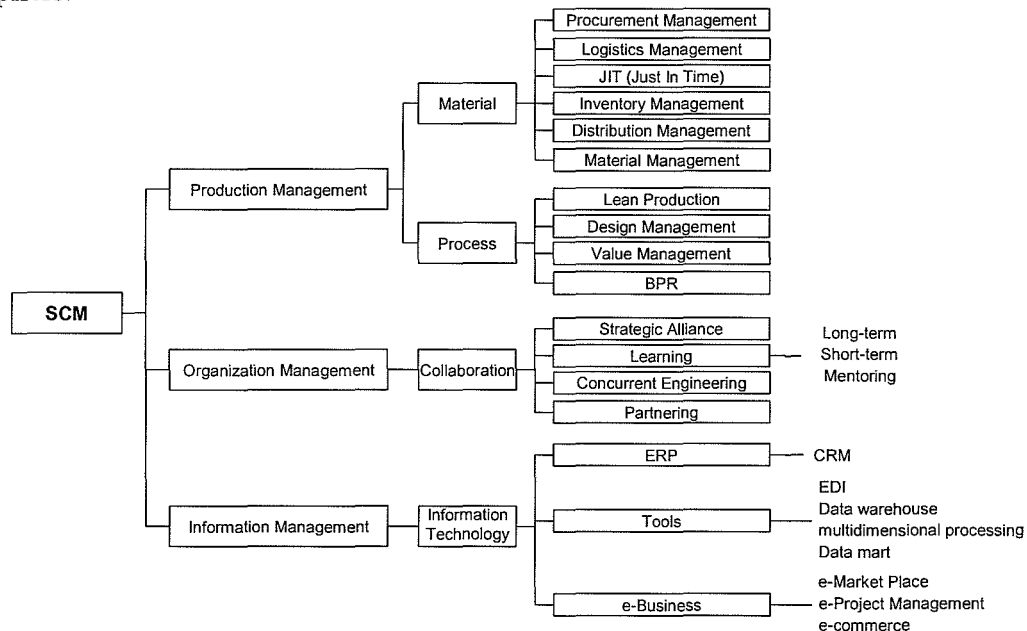 Procurement Management
Logistics Management
JIT (Just In Time)
Material
Inventory Management
Distribution Management
Material Management
Production Management
Lean Production
Design Management
Process
Value Management
BPR
SCM
Strategic Alliance
Long-term
Organization Management
Collaboration
Learning
Short-term
Concurrent Engineering
Mentoring
Partnering
ERP
CRM
Information Management
Information
Technology
Tools
EDI
Data warehouse
multidimensional processing
Data mart
e-Business
e-Market Place
e-Project Management
e-commerce